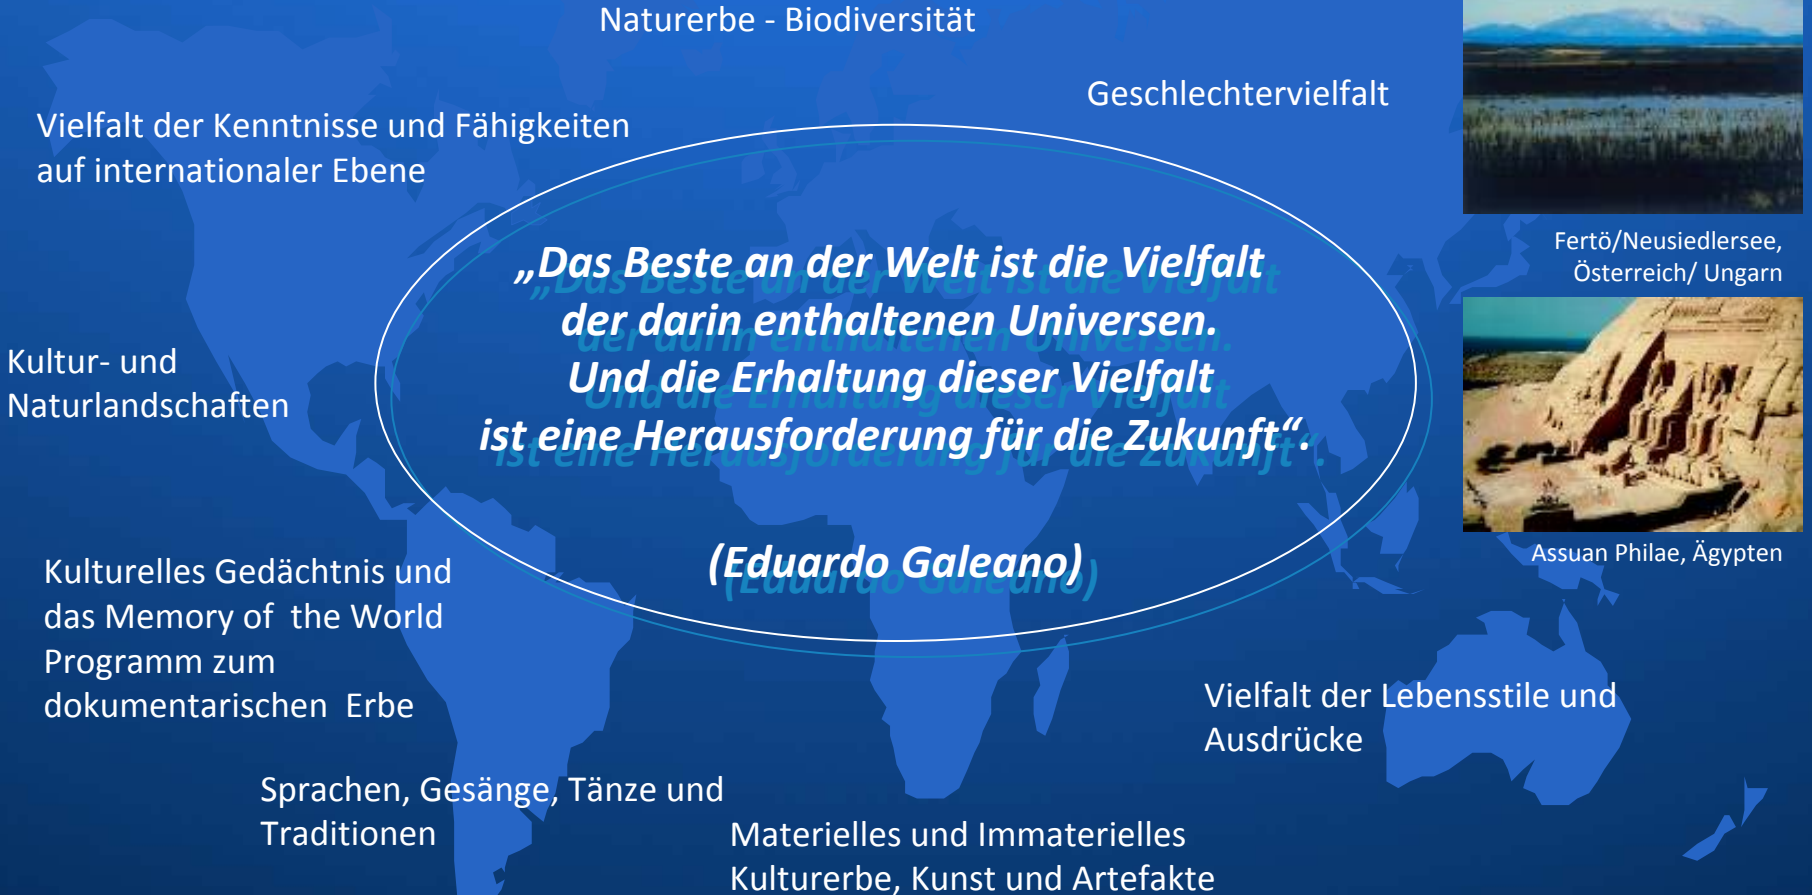 Naturerbe - Biodiversität
Geschlechtervielfalt
Vielfalt der Kenntnisse und Fähigkeiten
auf internationaler Ebene
„Das Beste an der Welt ist die Vielfalt
der darin enthaltenen Universen.
Und die Erhaltung dieser Vielfalt
ist eine Herausforderung für die Zukunft“.
(Eduardo Galeano)
Fertö/Neusiedlersee,
Österreich/ Ungarn
Kultur- und
Naturlandschaften
Assuan Philae, Ägypten
Kulturelles Gedächtnis und
das Memory of  the World
Programm zum
dokumentarischen  Erbe
Vielfalt der Lebensstile und
Ausdrücke
Sprachen, Gesänge, Tänze und
Traditionen
Materielles und Immaterielles
Kulturerbe, Kunst und Artefakte